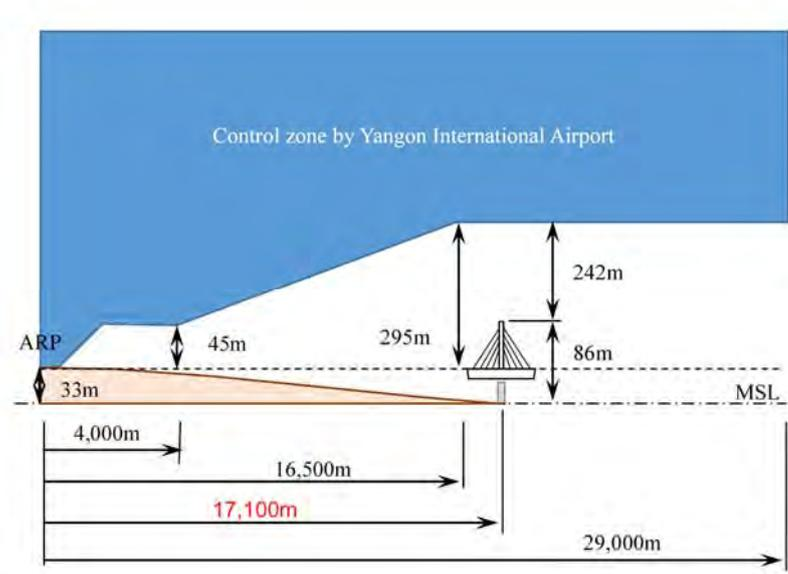 Control zone by Yangon International Airport
242m
ARP
45m
295m
86m
33m
MSL
4,000m
16,500m
17,100m
29,000m